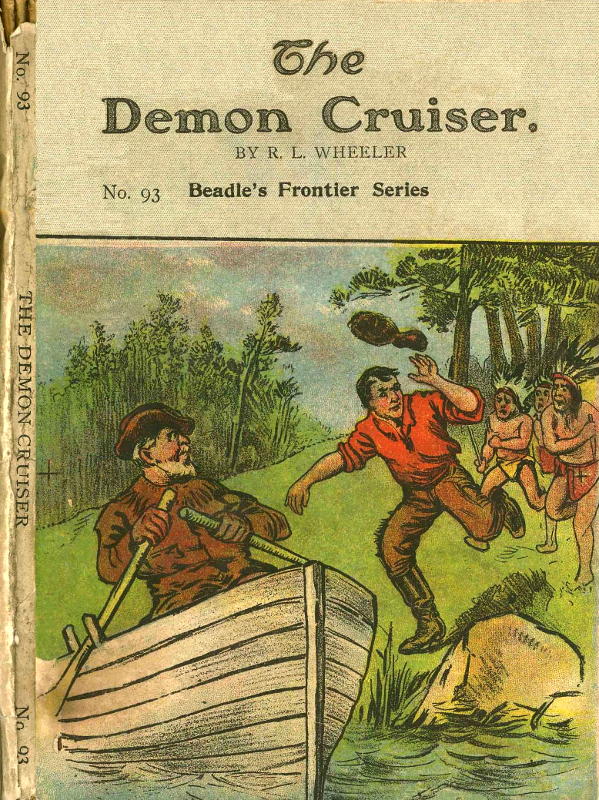 The
Demon Cruiser.
BY R. L. WHEELER
No. 93 Beadle's Frontier Series
No. 93
THE DEMON CRUISER
No. 93